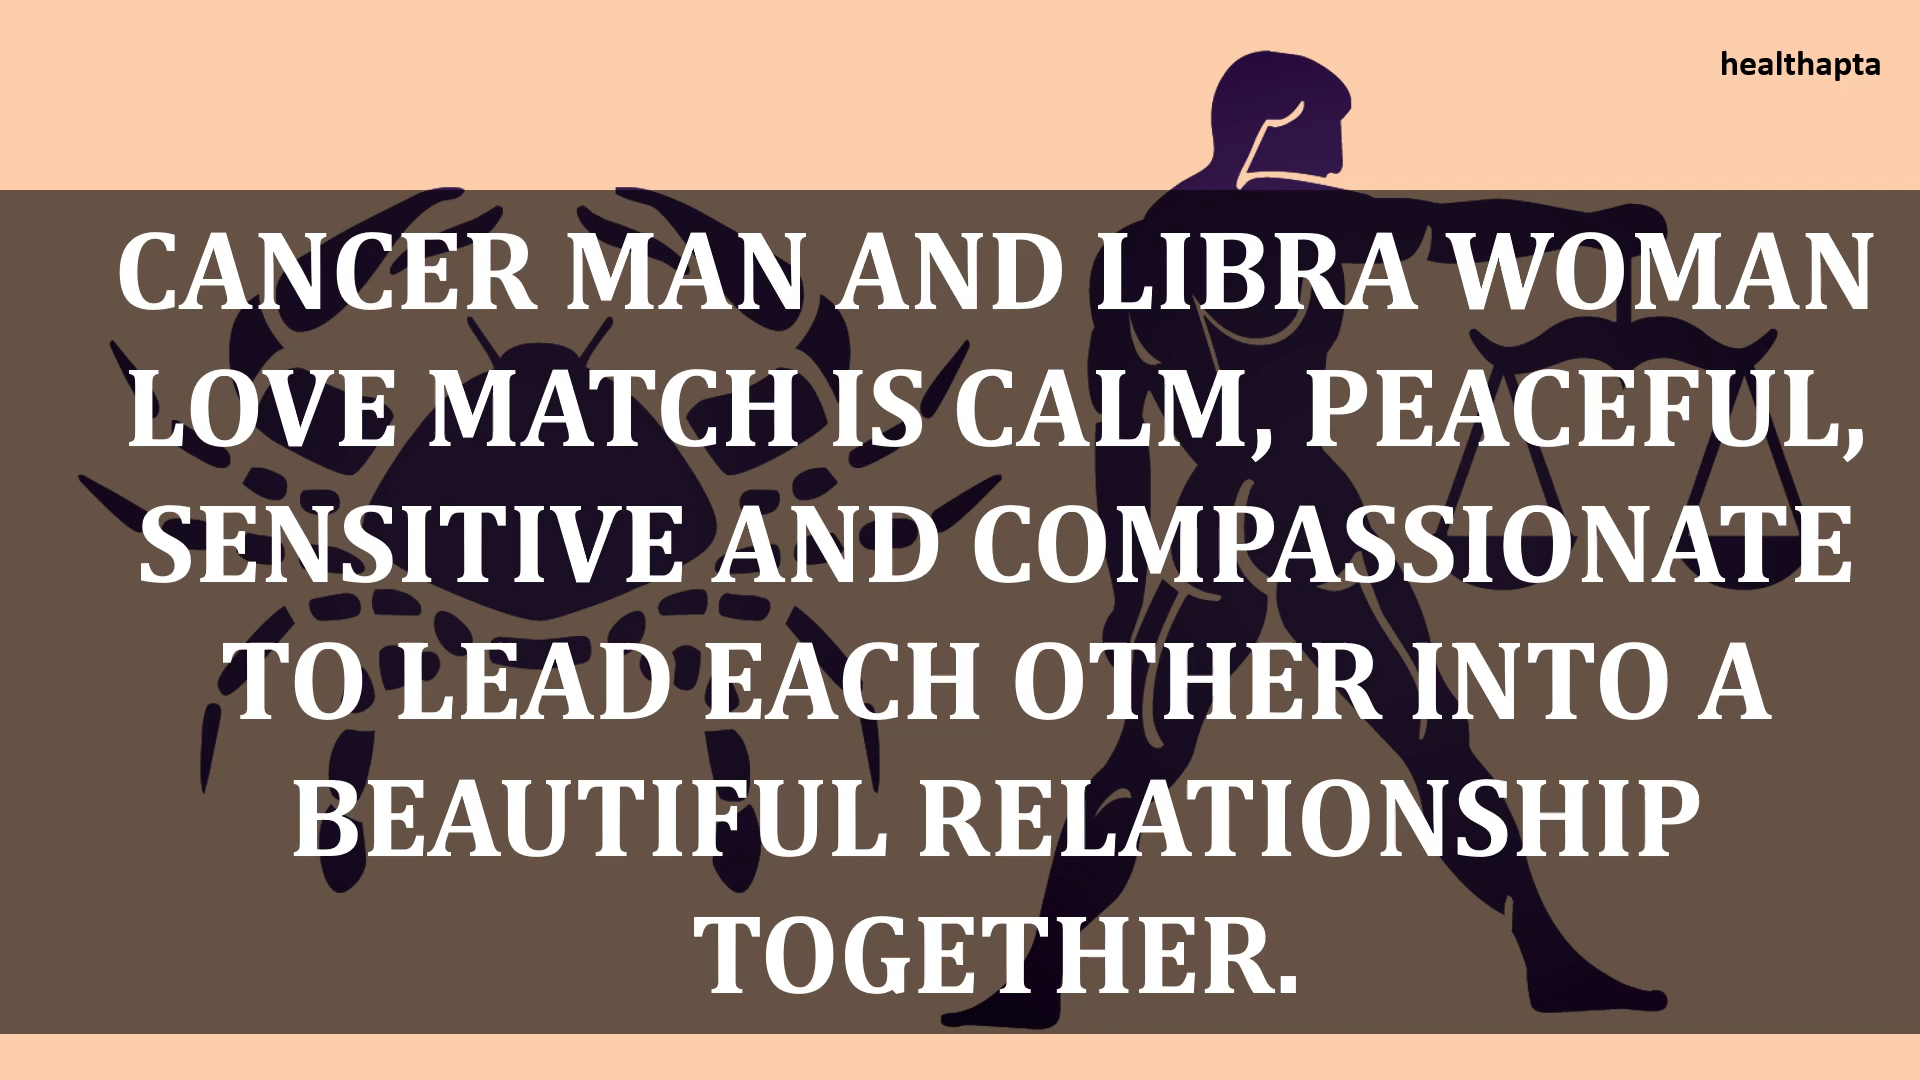 healthapta
CANCER MAN AND LIBRA WOMAN
LOVE MATCH IS CALM, PEACEFUL,
SENSITIVE AND COMPASSIONATE
TO LEAD EACH OTHER INTO A
BEAUTIFUL RELATIONSHIP
TOGETHER.